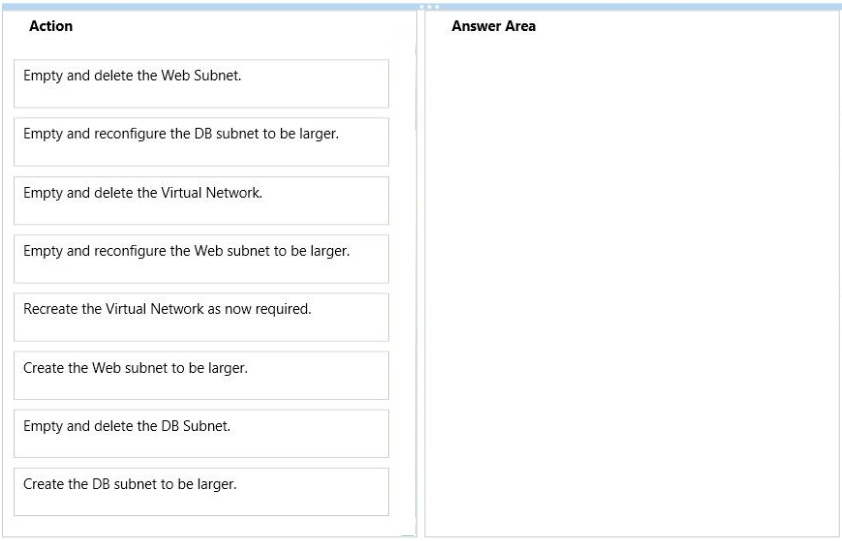 Action
Answer Area
Empty and delete the Web Subnet.
Empty and reconfigure the DB subnet to be larger.
Empty and delete the Virtual Network.
Empty and reconfigure the Web subnet to be larger.
Recreate the Virtual Network as now required.
Create the Web subnet to be larger.
Empty and delete the DB Subnet.
Create the DB subnet to be larger.